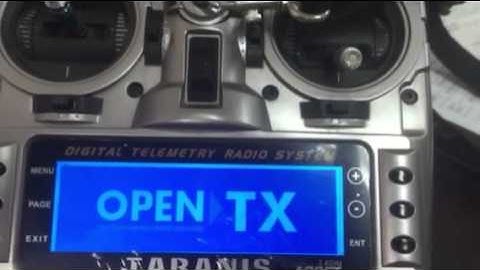 DIGITAL TELEMETRY RADIO SYSTEM
MENU
PAGE
EXIT
OPEN TX
+
-
ENT
TARANIS